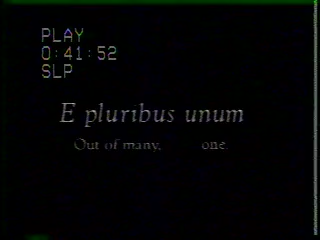 PLAY
0:41:52
SLP
E pluribus unum
Out of many, one.